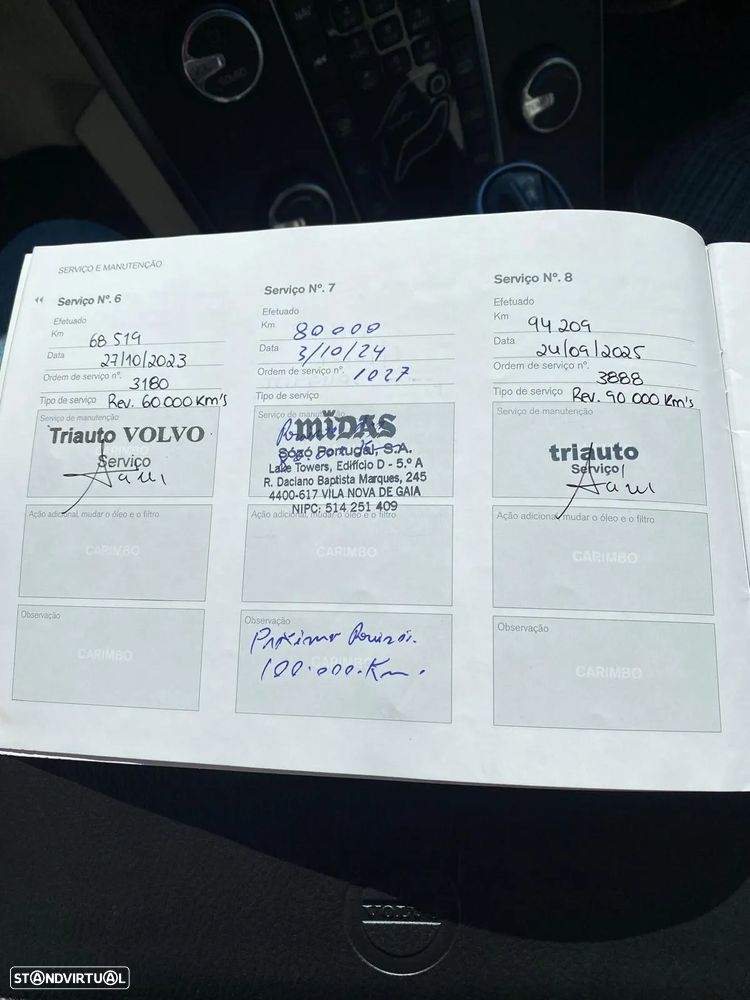 SERVIÇO E MANUTENÇÃO
Serviço Nº. 6
Efetuado
Km 68 519
Data 27/10/2023
Ordem de serviço nº. 3180
Tipo de serviço Rev. 60 000 Km's
Serviço de manutenção
Triauto VOLVO
Serviço
Ação adicional, mudar o óleo e o filtro
CARIMBO
Observação
CARIMBO
Serviço Nº. 7
Efetuado
Km 80000
Data 3/10/24
Ordem de serviço nº. 1027
Tipo de serviço
Serviço de manutenção
MIDAS
Sózó Portugal, S.A.
Lake Towers, Edifício D - 5.º A
R. Daciano Baptista Marques, 245
4400-617 VILA NOVA DE GAIA
NIPC: 514 251 409
Ação adicional, mudar o óleo e o filtro
CARIMBO
Observação
100.000.Km.
Serviço Nº. 8
Efetuado
Km 94 209
Data 24/09/2025
Ordem de serviço nº. 3888
Tipo de serviço Rev. 90 000 Km's
Serviço de manutenção
triauto
Serviço
Ação adicional, mudar o óleo e o filtro
CARIMBO
Observação
CARIMBO
VOLVO
STANDVIRTUAL